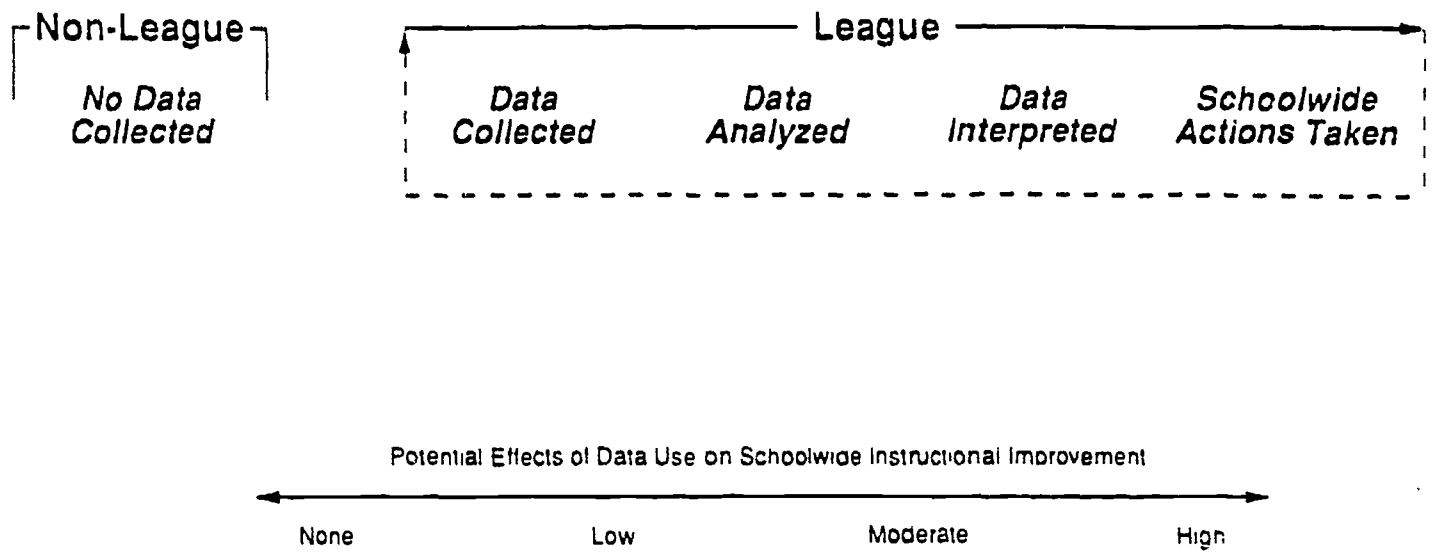 Non-League
League
No Data
Collected
Data
Collected
Data
Analyzed
Data
Interpreted
Schoolwide
Actions Taken
Potential Effects of Data Use on Schoolwide Instructional Improvement
None
Low
Moderate
High